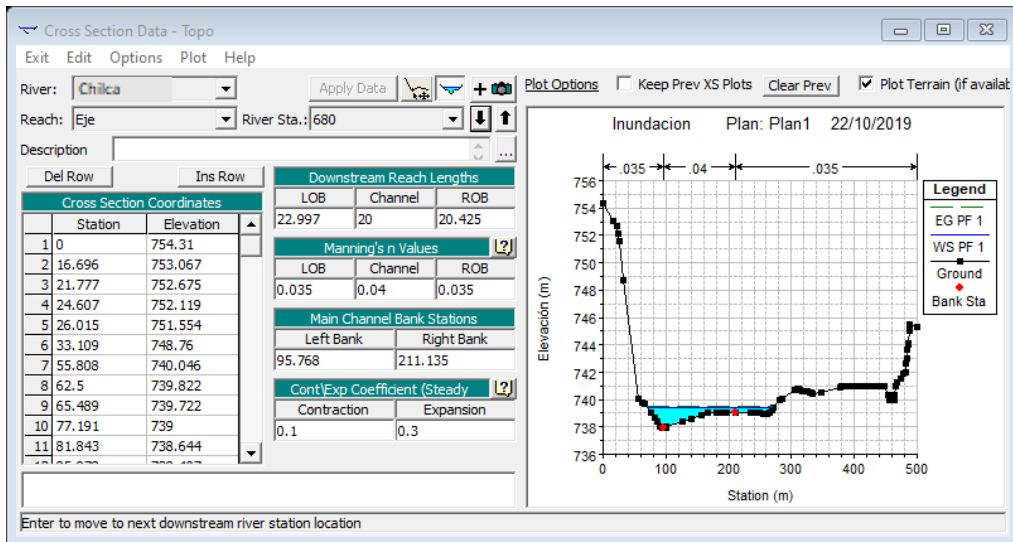 Cross Section Data - Topo
Exit Edit Options Plot Help
River: Chilca Apply Data
Reach: Eje River Sta.: 680
Description ...
Del Row Ins Row
Cross Section Coordinates
Station Elevation
1 0 754.31
2 16.696 753.067
3 21.777 752.675
4 24.607 752.119
5 26.015 751.554
6 33.109 748.76
7 55.808 740.046
8 62.5 739.822
9 65.489 739.722
10 77.191 739
11 81.843 738.644
Downstream Reach Lengths
LOB Channel ROB
22.997 20 20.425
Manning's n Values
LOB Channel ROB
0.035 0.04 0.035
Main Channel Bank Stations
Left Bank Right Bank
95.768 211.135
Cont\Exp Coefficient (Steady
Contraction Expansion
0.1 0.3
Plot Options Keep Prev XS Plots Clear Prev Plot Terrain (if availab
Inundacion Plan: Plan1 22/10/2019
.035 .04 .035
756
754
752
750
748
746
744
742
740
738
736
Elevación (m)
0 100 200 300 400 500
Station (m)
Legend
EG PF 1
WS PF 1
Ground
Bank Sta
Enter to move to next downstream river station location